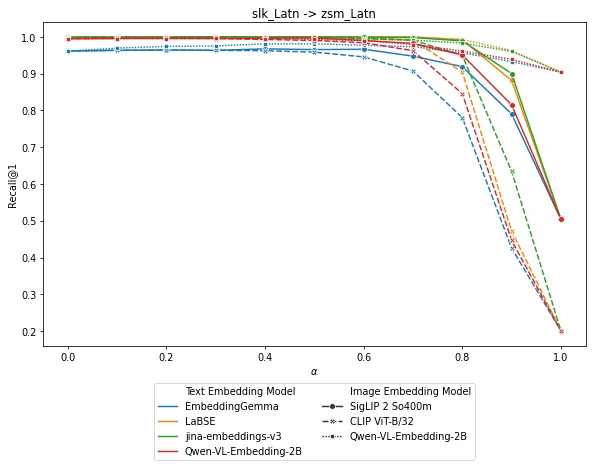 slk_Latn -> zsm_Latn
1.0
0.9
0.8
0.7
0.6
0.5
0.4
0.3
0.2
Recall@1
0.0 0.2 0.4 0.6 0.8 1.0
α
Text Embedding Model
EmbeddingGemma
LaBSE
jina-embeddings-v3
Qwen-VL-Embedding-2B
Image Embedding Model
SigLIP 2 So400m
CLIP ViT-B/32
Qwen-VL-Embedding-2B